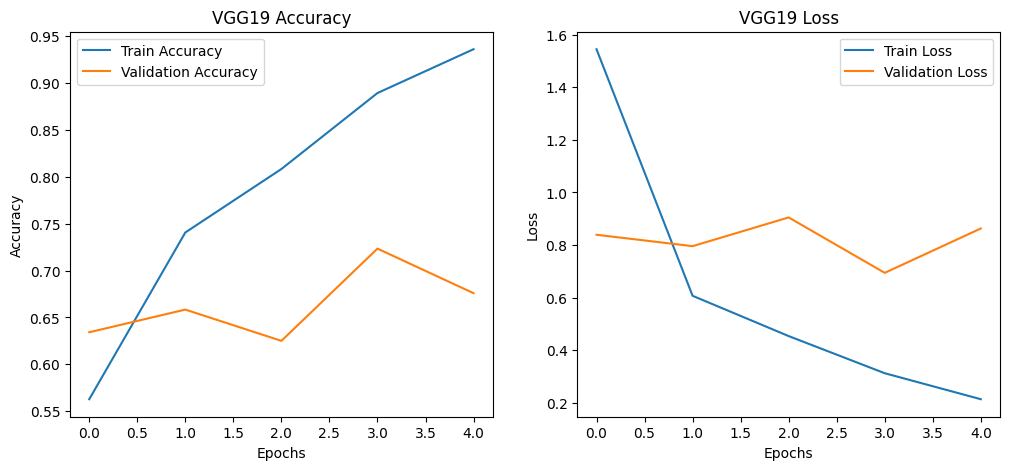 VGG19 Accuracy
0.95
0.90
0.85
0.80
0.75
0.70
0.65
0.60
0.55
Accuracy
Train Accuracy
Validation Accuracy
0.0 0.5 1.0 1.5 2.0 2.5 3.0 3.5 4.0
Epochs
VGG19 Loss
1.6
1.4
1.2
1.0
0.8
0.6
0.4
0.2
Loss
Train Loss
Validation Loss
0.0 0.5 1.0 1.5 2.0 2.5 3.0 3.5 4.0
Epochs